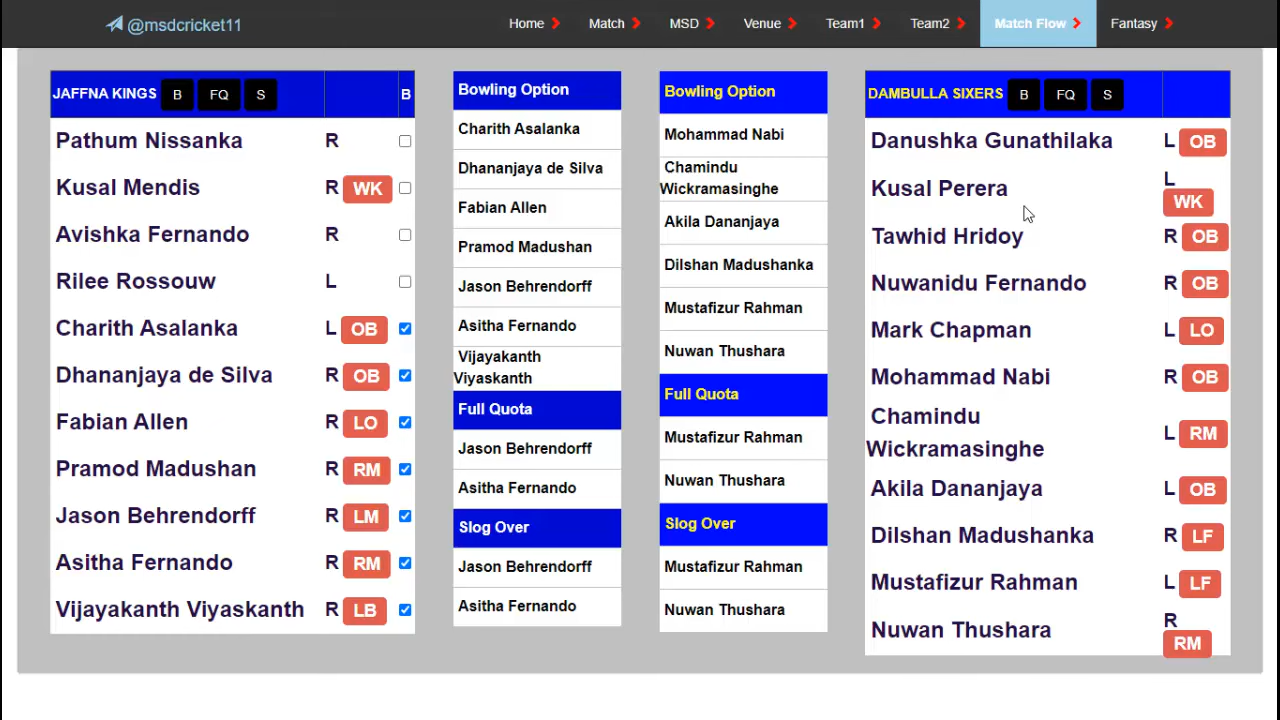 @msdcricket11
Home Match MSD Venue Team1 Team2 Match Flow Fantasy
JAFFNA KINGS B FQ S B
Pathum Nissanka R
Kusal Mendis R WK
Avishka Fernando R
Rilee Rossouw L
Charith Asalanka L OB
Dhananjaya de Silva R OB
Fabian Allen R LO
Pramod Madushan R RM
Jason Behrendorff R LM
Asitha Fernando R RM
Vijayakanth Viyaskanth R LB
Bowling Option
Charith Asalanka
Dhananjaya de Silva
Fabian Allen
Pramod Madushan
Jason Behrendorff
Asitha Fernando
Vijayakanth
Viyaskanth
Full Quota
Jason Behrendorff
Asitha Fernando
Slog Over
Jason Behrendorff
Asitha Fernando
Bowling Option
Mohammad Nabi
Chamindu
Wickramasinghe
Akila Dananjaya
Dilshan Madushanka
Mustafizur Rahman
Nuwan Thushara
Full Quota
Mustafizur Rahman
Nuwan Thushara
Slog Over
Mustafizur Rahman
Nuwan Thushara
DAMBULLA SIXERS B FQ S
Danushka Gunathilaka L OB
Kusal Perera L
WK
Tawhid Hridoy R OB
Nuwanidu Fernando R OB
Mark Chapman L LO
Mohammad Nabi R OB
Chamindu
Wickramasinghe L RM
Akila Dananjaya L OB
Dilshan Madushanka R LF
Mustafizur Rahman L LF
Nuwan Thushara R
RM